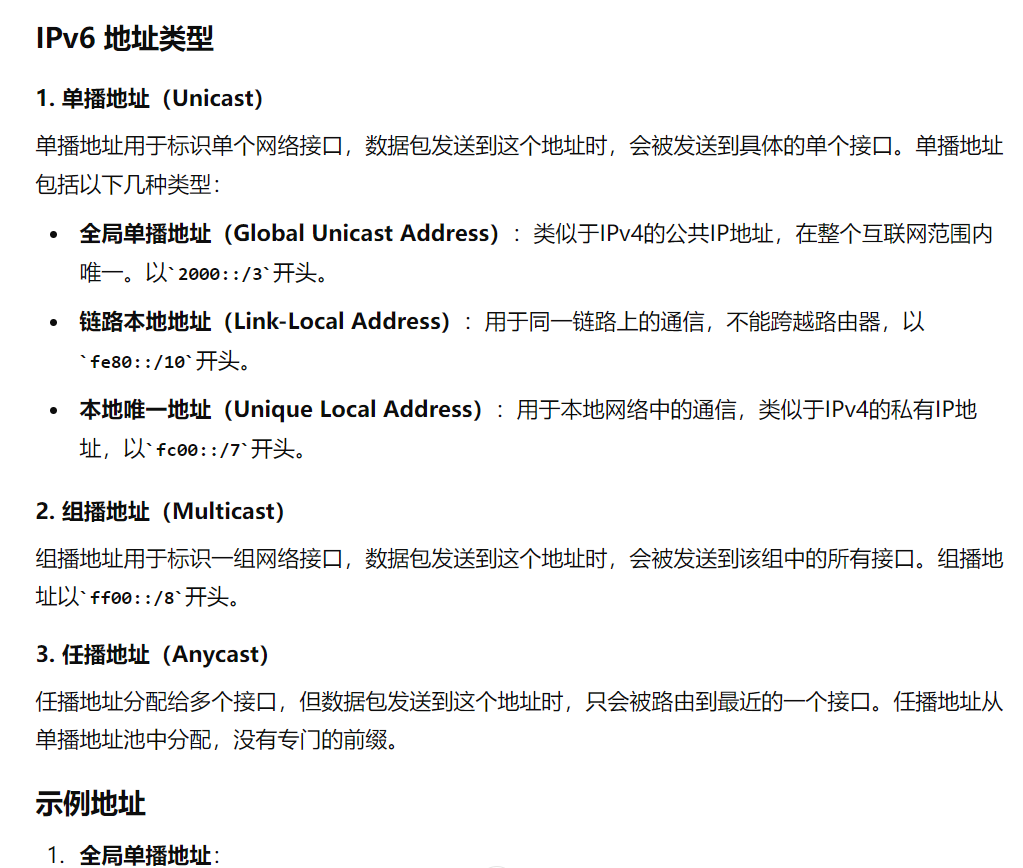 IPv6 地址类型
1. 单播地址（Unicast）
单播地址用于标识单个网络接口，数据包发送到这个地址时，会被发送到具体的单个接口。单播地址
包括以下几种类型：
• 全局单播地址（Global Unicast Address）：类似于IPv4的公共IP地址，在整个互联网范围内
唯一。以`2000::/3`开头。
• 链路本地地址（Link-Local Address）：用于同一链路上的通信，不能跨越路由器，以
`fe80::/10`开头。
• 本地唯一地址（Unique Local Address）：用于本地网络中的通信，类似于IPv4的私有IP地
址，以`fc00::/7`开头。
2. 组播地址（Multicast）
组播地址用于标识一组网络接口，数据包发送到这个地址时，会被发送到该组中的所有接口。组播地
址以`ff00::/8`开头。
3. 任播地址（Anycast）
任播地址分配给多个接口，但数据包发送到这个地址时，只会被路由到最近的一个接口。任播地址从
单播地址池中分配，没有专门的前缀。
示例地址
1. 全局单播地址：